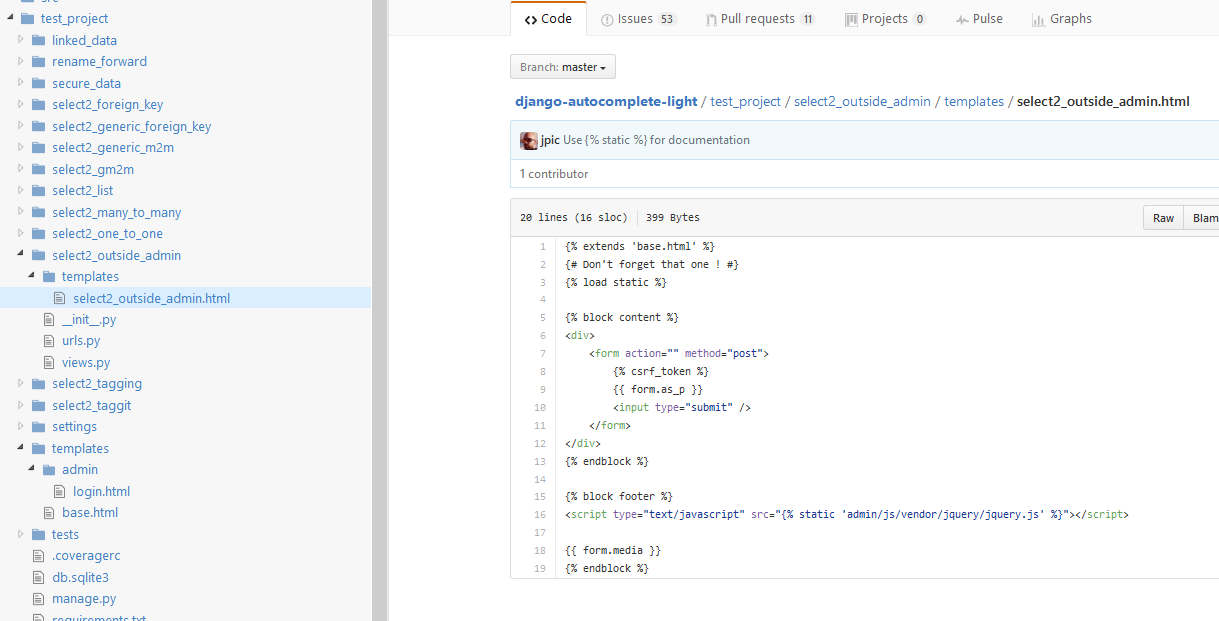 src
test_project
linked_data
rename_forward
secure_data
select2_foreign_key
select2_generic_foreign_key
select2_generic_m2m
select2_gm2m
select2_list
select2_many_to_many
select2_one_to_one
select2_outside_admin
templates
select2_outside_admin.html
__init__.py
urls.py
views.py
select2_tagging
select2_taggit
settings
templates
admin
login.html
base.html
tests
.coveragerc
db.sqlite3
manage.py
requirements.txt
Code Issues 53 Pull requests 11 Projects 0 Pulse Graphs
Branch: master
django-autocomplete-light / test_project / select2_outside_admin / templates / select2_outside_admin.html
jpic Use {% static %} for documentation
1 contributor
20 lines (16 sloc) 399 Bytes Raw Blam
1 {% extends 'base.html' %}
2 {# Don't forget that one ! #}
3 {% load static %}
4
5 {% block content %}
6 <div>
7 <form action="" method="post">
8 {% csrf_token %}
9 {{ form.as_p }}
10 <input type="submit" />
11 </form>
12 </div>
13 {% endblock %}
14
15 {% block footer %}
16 <script type="text/javascript" src="{% static 'admin/js/vendor/jquery/jquery.js' %}"></script>
17
18 {{ form.media }}
19 {% endblock %}